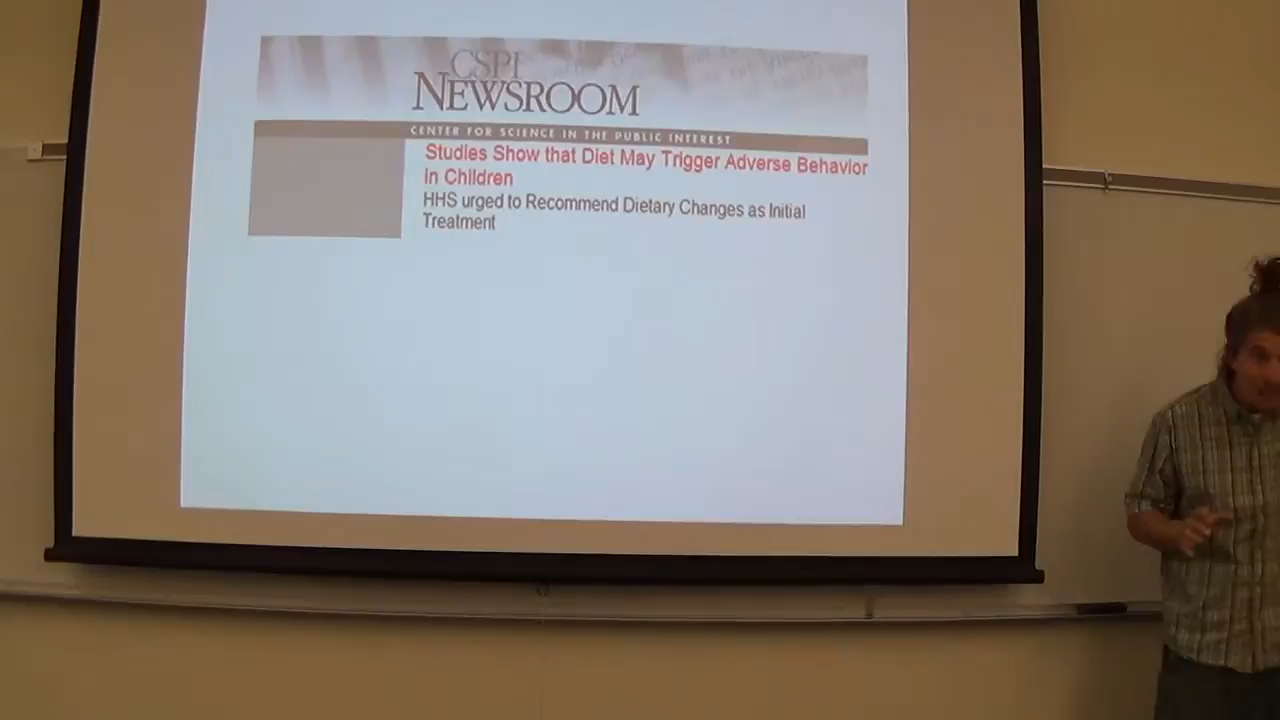 CSPI
NEWSROOM
CENTER FOR SCIENCE IN THE PUBLIC INTEREST
Studies Show that Diet May Trigger Adverse Behavior
in Children
HHS urged to Recommend Dietary Changes as Initial
Treatment